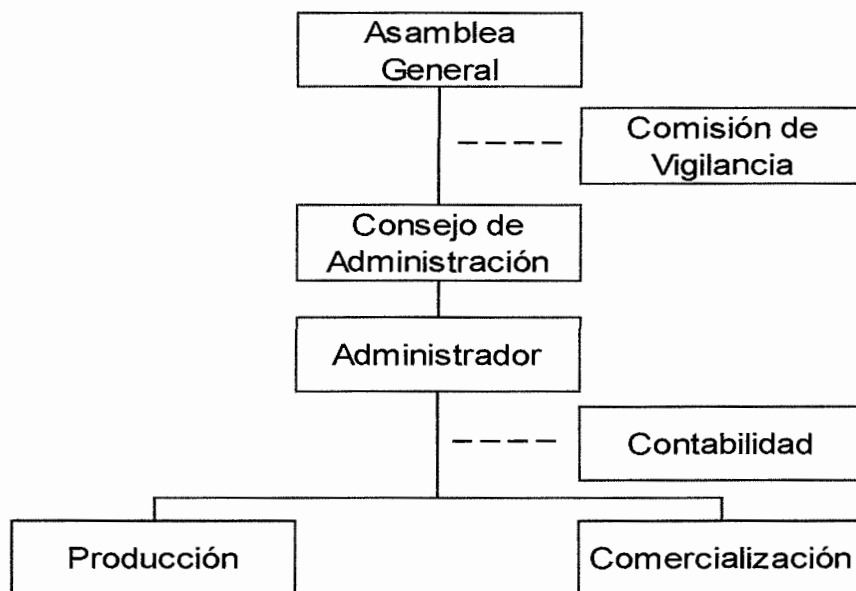 Asamblea
General
Comisión de
Vigilancia
Consejo de
Administración
Administrador
Contabilidad
Producción
Comercialización